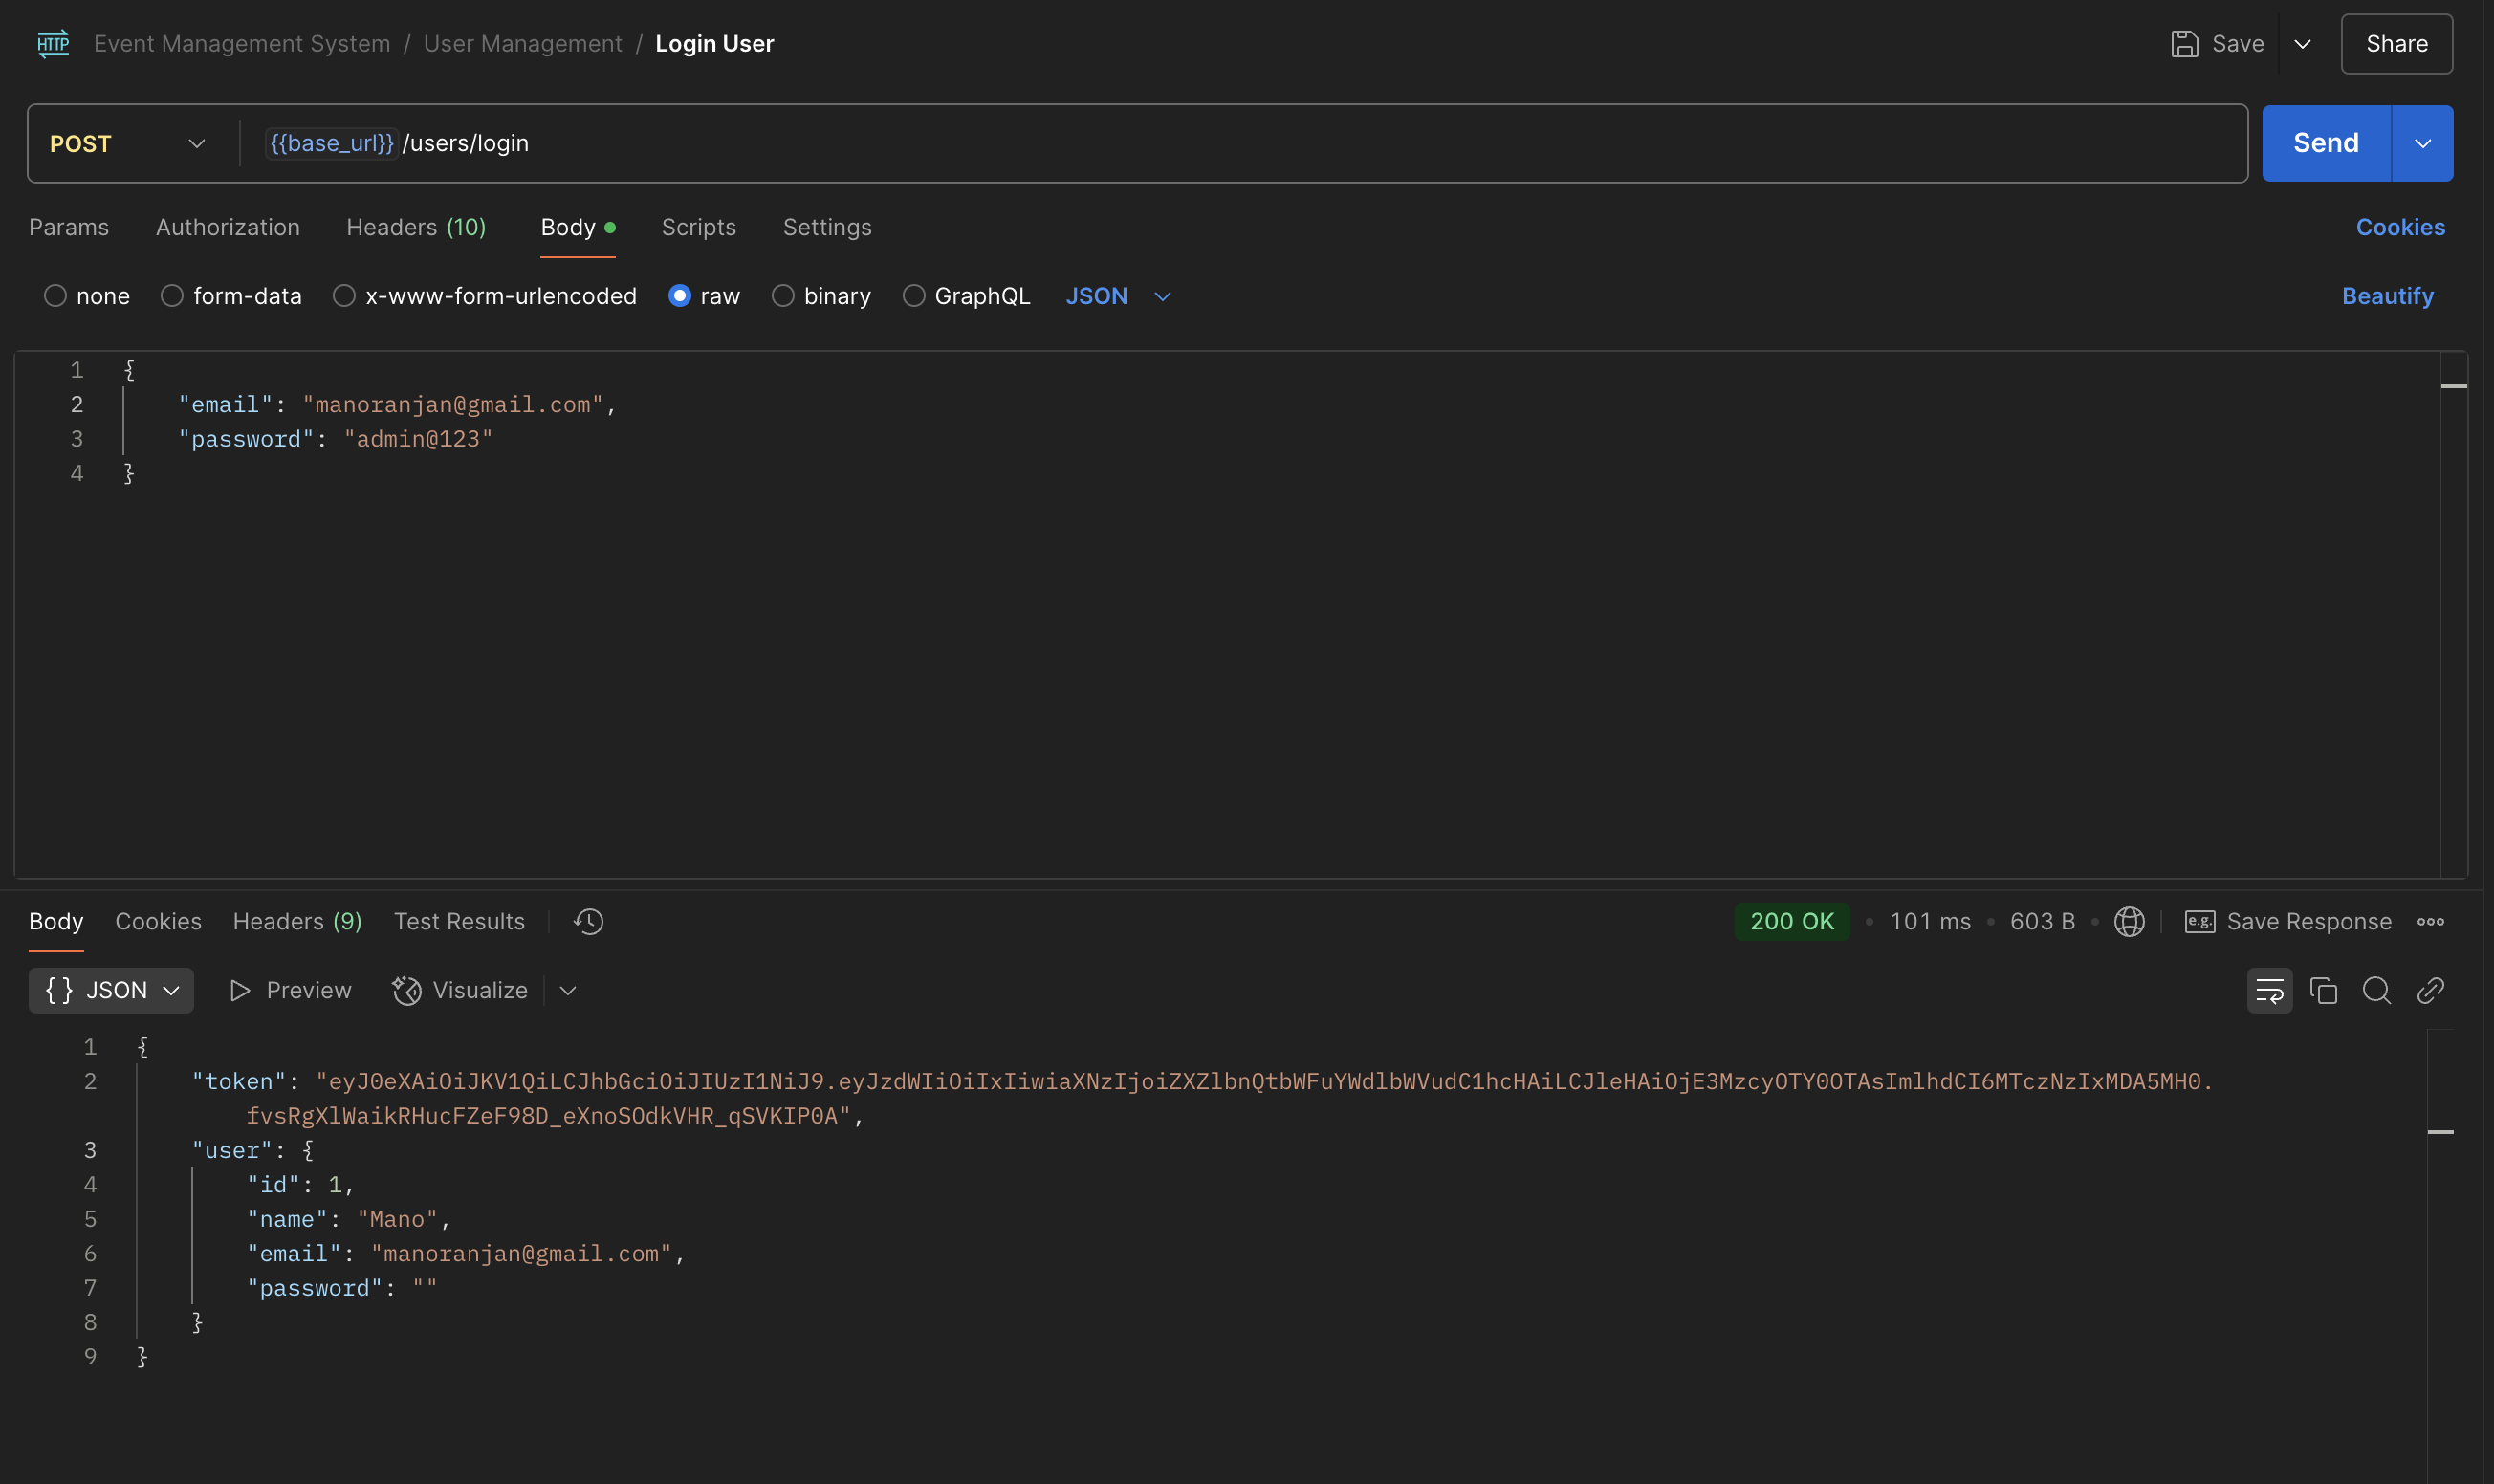 HTTP Event Management System / User Management / Login User Save Share
POST {{base_url}}/users/login Send
Params Authorization Headers (10) Body Scripts Settings Cookies
none form-data x-www-form-urlencoded raw binary GraphQL JSON Beautify
1 {
2 "email": "manoranjan@gmail.com",
3 "password": "admin@123"
4 }
Body Cookies Headers (9) Test Results 200 OK • 101 ms • 603 B • e.g. Save Response
{} JSON Preview Visualize
1 {
2 "token": "eyJ0eXAiOiJKV1QiLCJhbGciOiJIUzI1NiJ9.eyJzdWIiOiIxIiwiaXNzIjoiZXZlbnQtbWFuYWdlbWVudC1hcHAiLCJleHAiOjE3MzcyOTY0OTAsImlhdCI6MTczNzIxMDA5MH0.
fvsRgXlWaikRHucFZeF98D_eXnoSOdkVHR_qSVKIP0A",
3 "user": {
4 "id": 1,
5 "name": "Mano",
6 "email": "manoranjan@gmail.com",
7 "password": ""
8 }
9 }